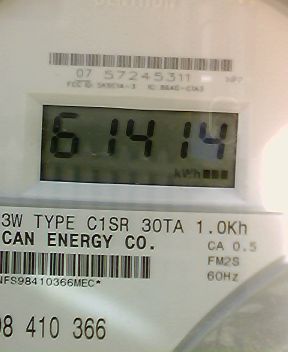 07 57245311
61414
kWh
3W TYPE C1SR 30TA 1.0Kh
CAN ENERGY CO.
CA 0.5
FM2S
60Hz
NFS98410366MEC*
08 410 366